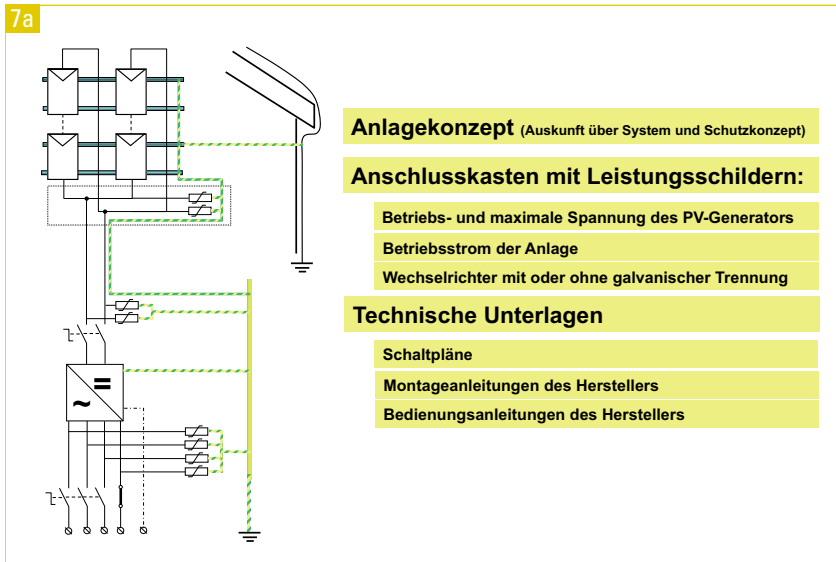 7a
Anlagekonzept (Auskunft über System und Schutzkonzept)
Anschlusskasten mit Leistungsschildern:
Betriebs- und maximale Spannung des PV-Generators
Betriebsstrom der Anlage
Wechselrichter mit oder ohne galvanischer Trennung
Technische Unterlagen
Schaltpläne
Montageanleitungen des Herstellers
Bedienungsanleitungen des Herstellers